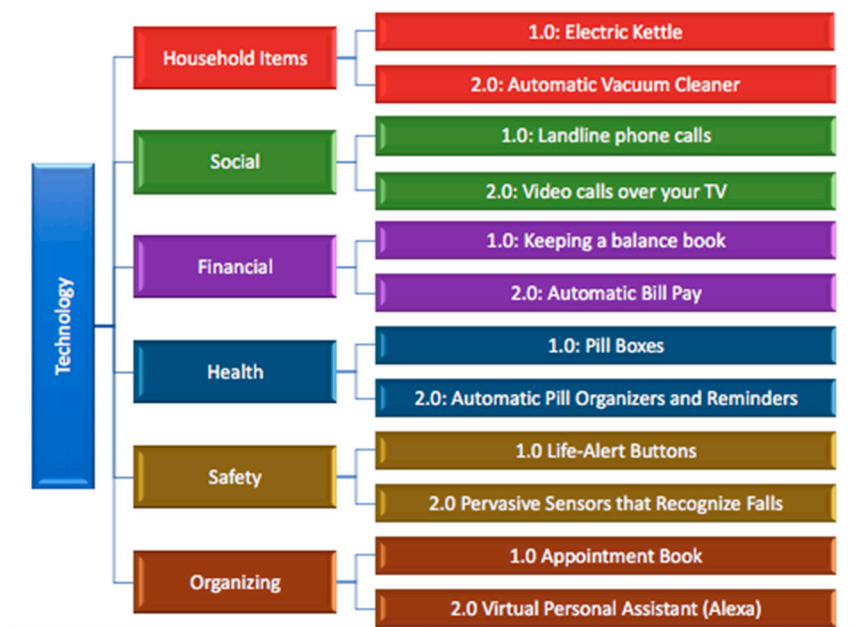 Technology
Household Items
1.0: Electric Kettle
2.0: Automatic Vacuum Cleaner
Social
1.0: Landline phone calls
2.0: Video calls over your TV
Financial
1.0: Keeping a balance book
2.0: Automatic Bill Pay
Health
1.0: Pill Boxes
2.0: Automatic Pill Organizers and Reminders
Safety
1.0 Life-Alert Buttons
2.0 Pervasive Sensors that Recognize Falls
Organizing
1.0 Appointment Book
2.0 Virtual Personal Assistant (Alexa)